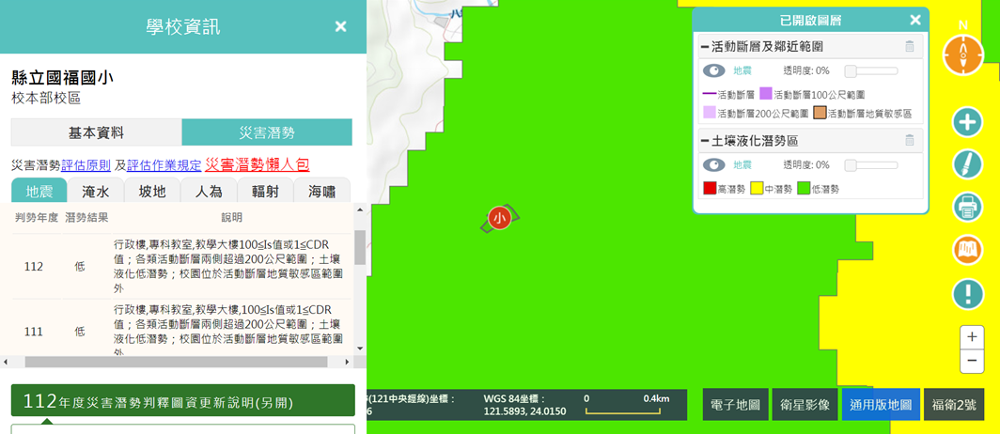 學校資訊
縣立國福國小
校本部校區
基本資料
災害潛勢
災害潛勢評估原則 及評估作業規定 災害潛勢懶人包
地震
淹水
坡地
人為
輻射
海嘯
判勢年度 潛勢結果 說明
112 低
行政樓,專科教室,教學大樓100≦Is值或1≦CDR
值；各類活動斷層兩側超過200公尺範圍；土壤
液化低潛勢；校園位於活動斷層地質敏感區範圍
外
111 低
行政樓,專科教室,教學大樓,100≦Is值或1≦CDR
值；各類活動斷層兩側超過200公尺範圍；土壤
液化低潛勢；校園位於活動斷層地質敏感區範圍
外
112年度災害潛勢判釋圖資更新說明(另開)
小
已開啟圖層
活動斷層及鄰近範圍
地震 透明度: 0%
活動斷層 活動斷層100公尺範圍
活動斷層200公尺範圍 活動斷層地質敏感區
土壤液化潛勢區
地震 透明度: 0%
高潛勢 中潛勢 低潛勢
N
(121中央經線)坐標：
6
WGS 84坐標：
121.5893, 24.0150
0 0.4km
電子地圖
衛星影像
通用版地圖
福衛2號